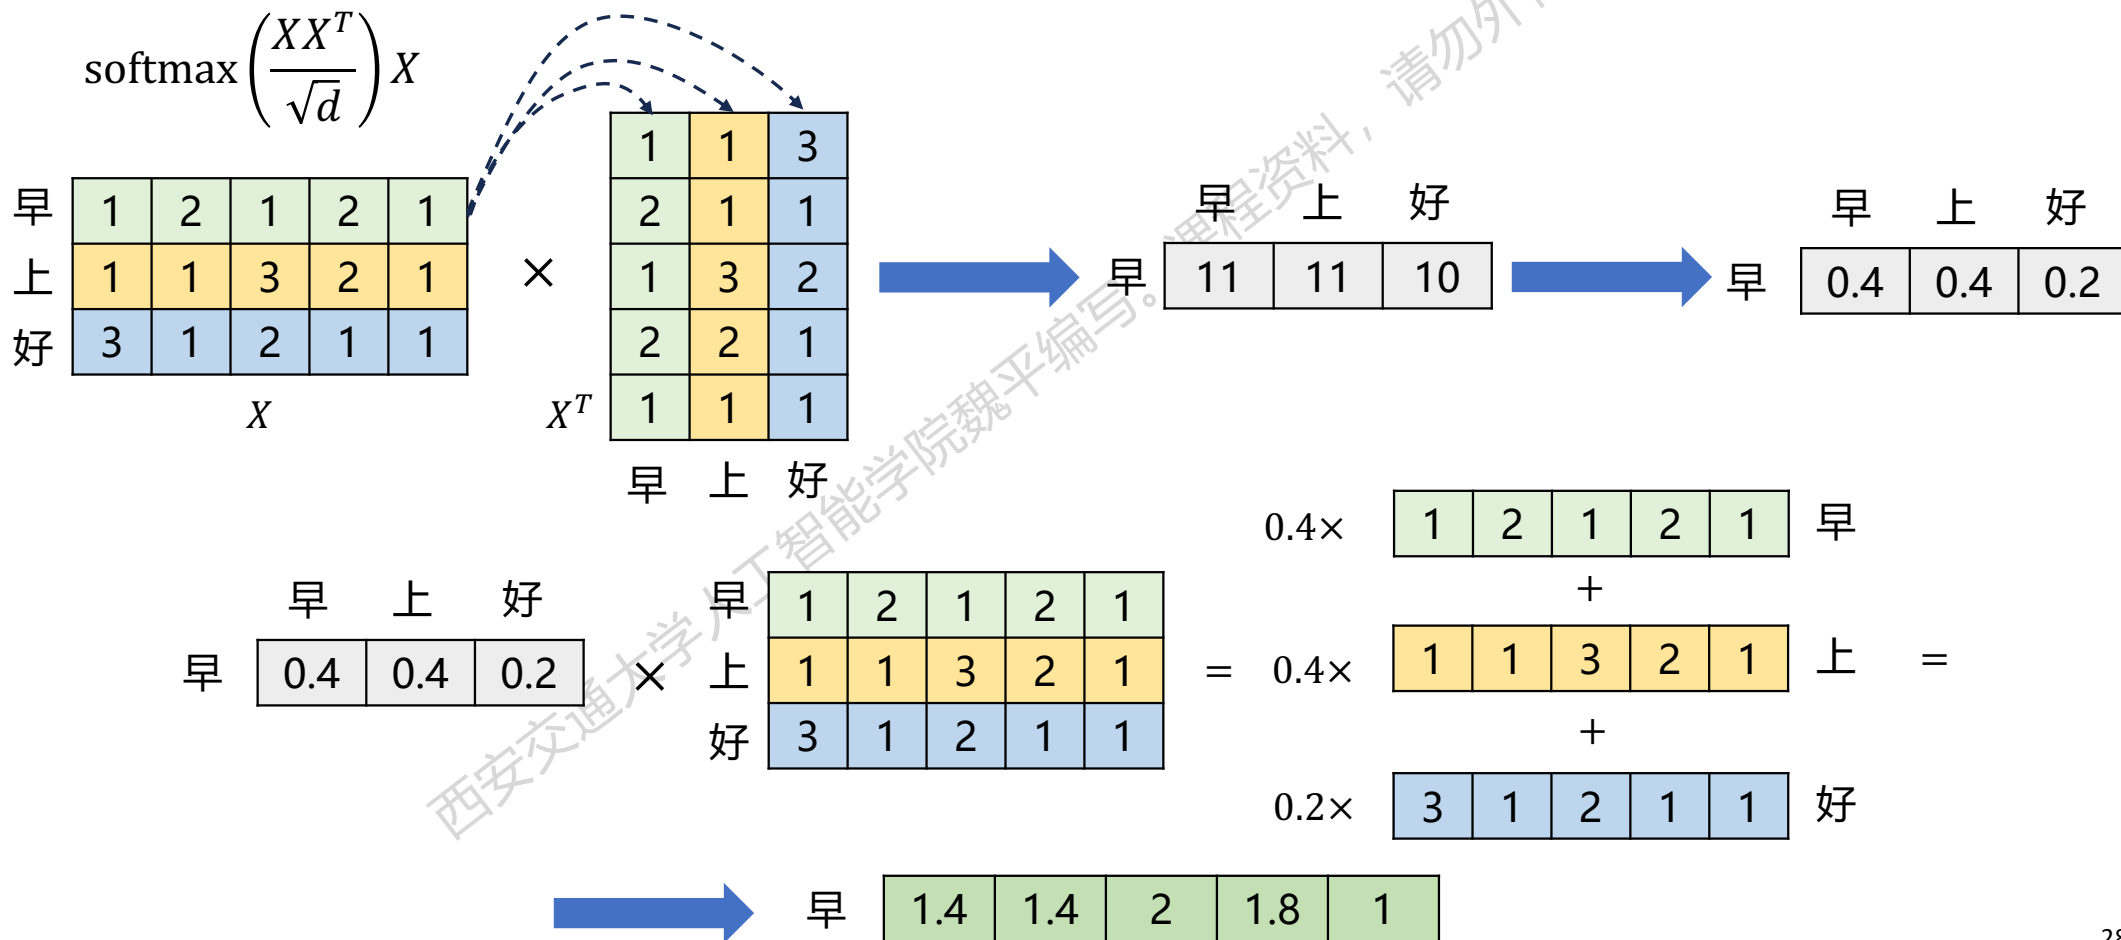 softmax(XXᵀ/√d)X
早 1 2 1 2 1
上 1 1 3 2 1
好 3 1 2 1 1
X
×
1 1 3
2 1 1
1 3 2
2 2 1
1 1 1
Xᵀ
早 上 好
早 上 好
早 11 11 10
早 上 好
早 0.4 0.4 0.2
早 上 好
早 0.4 0.4 0.2
×
早 1 2 1 2 1
上 1 1 3 2 1
好 3 1 2 1 1
=
0.4× 1 2 1 2 1 早
+
0.4× 1 1 3 2 1 上
+
0.2× 3 1 2 1 1 好
=
早 1.4 1.4 2 1.8 1
西安交通大学人工智能学院魏平编写。课程资料，请勿外
28